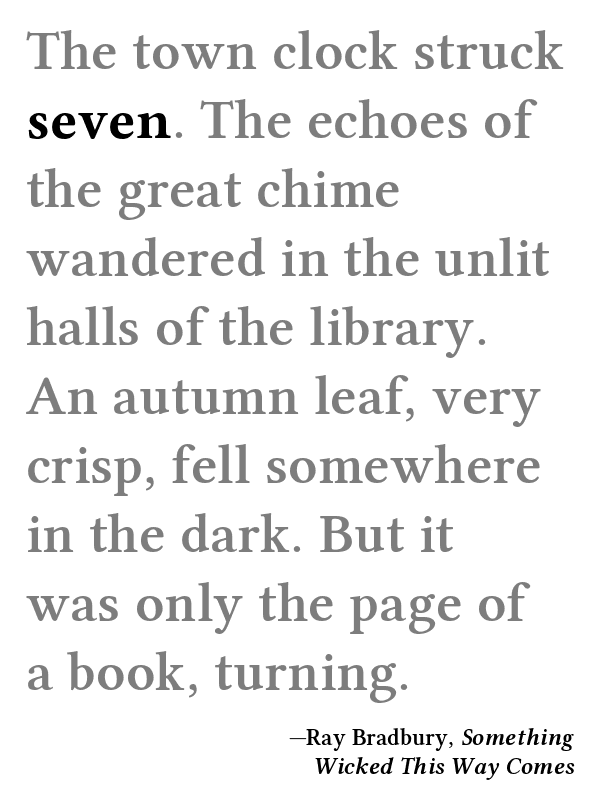 The town clock struck
seven. The echoes of
the great chime
wandered in the unlit
halls of the library.
An autumn leaf, very
crisp, fell somewhere
in the dark. But it
was only the page of
a book, turning.
—Ray Bradbury, Something
Wicked This Way Comes